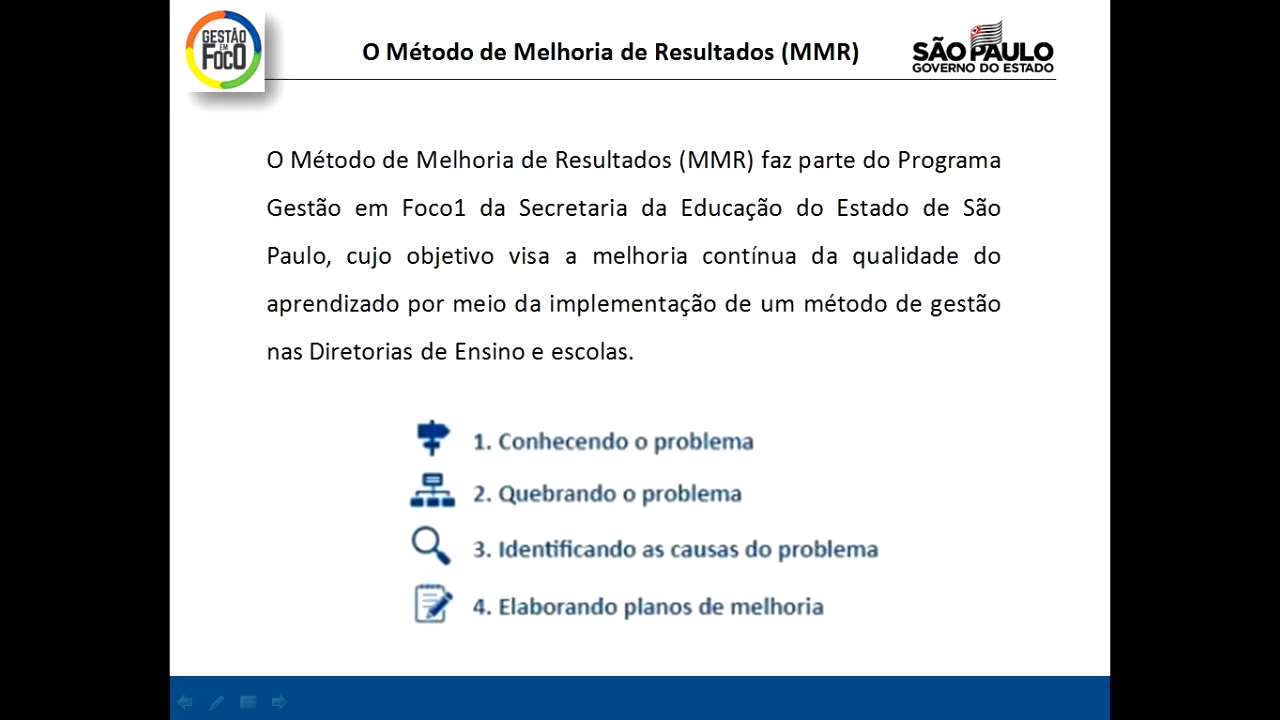 GESTÃO
EM
FOCO
O Método de Melhoria de Resultados (MMR)
SÃO PAULO
GOVERNO DO ESTADO
O Método de Melhoria de Resultados (MMR) faz parte do Programa
Gestão em Foco1 da Secretaria da Educação do Estado de São
Paulo, cujo objetivo visa a melhoria contínua da qualidade do
aprendizado por meio da implementação de um método de gestão
nas Diretorias de Ensino e escolas.
1. Conhecendo o problema
2. Quebrando o problema
3. Identificando as causas do problema
4. Elaborando planos de melhoria